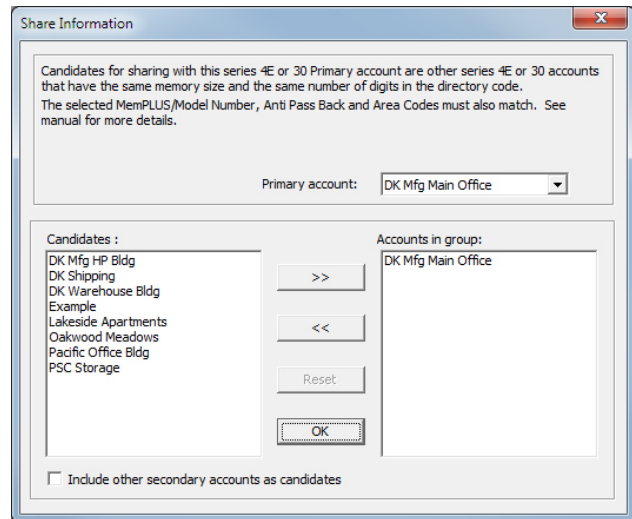 Share Information
Candidates for sharing with this series 4E or 30 Primary account are other series 4E or 30 accounts
that have the same memory size and the same number of digits in the directory code.
The selected MemPLUS/Model Number, Anti Pass Back and Area Codes must also match.  See
manual for more details.
Primary account: DK Mfg Main Office
Candidates :
DK Mfg HP Bldg
DK Shipping
DK Warehouse Bldg
Example
Lakeside Apartments
Oakwood Meadows
Pacific Office Bldg
PSC Storage
>>
<<
Reset
OK
Accounts in group:
DK Mfg Main Office
Include other secondary accounts as candidates